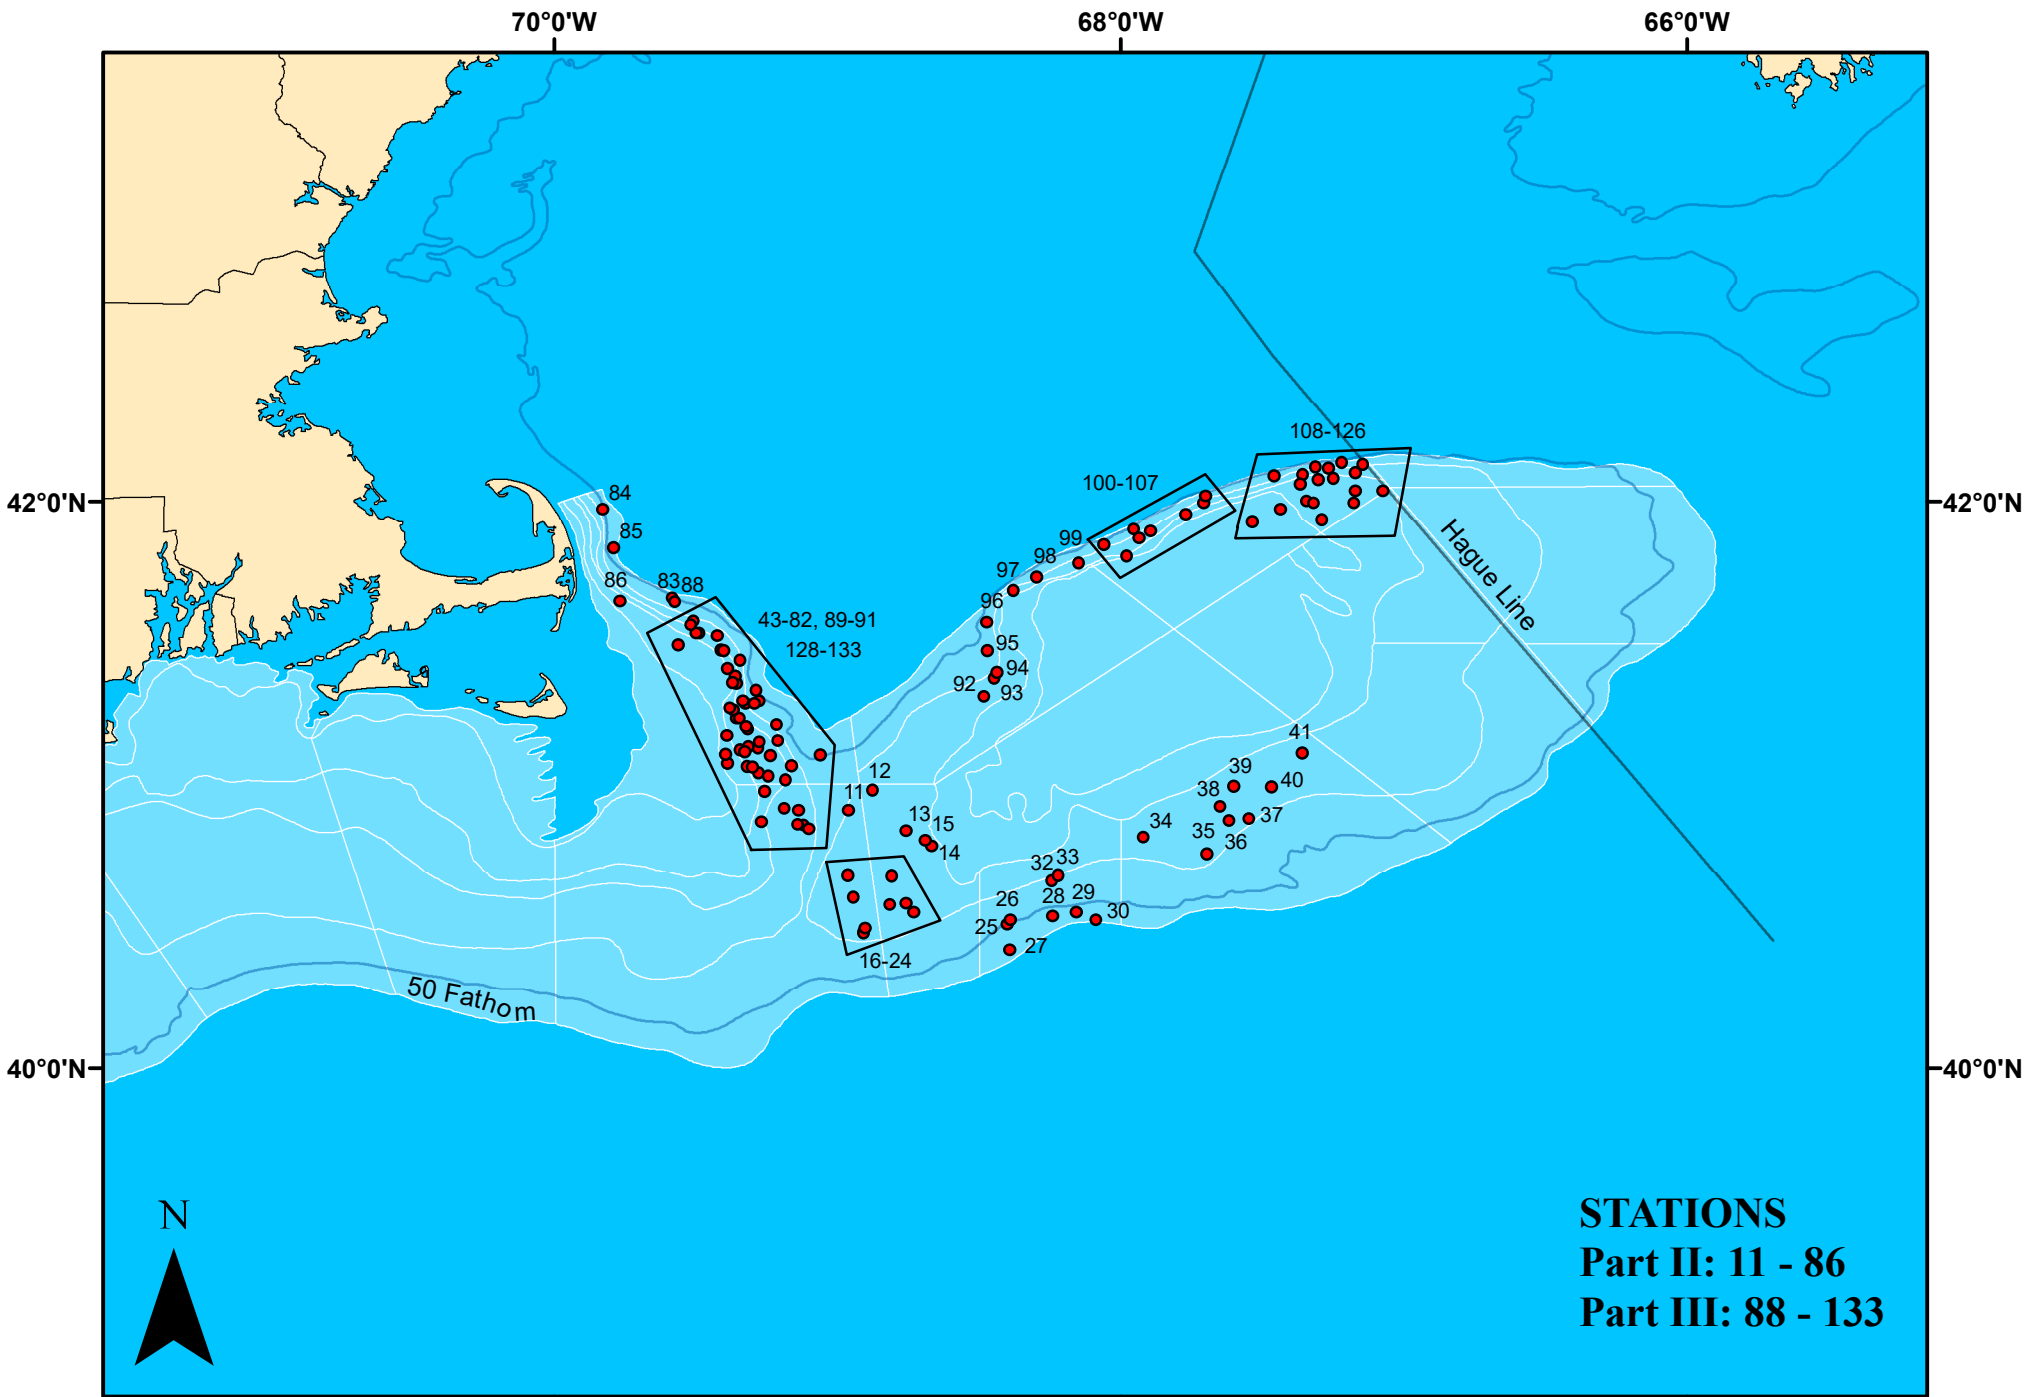 70°0'W 68°0'W 66°0'W
108-126
84
100-107
42°0'N 42°0'N
85
99
Hague Line
98
97
86 83 88
96
43-82, 89-91
128-133
95
94
92 93
41
12
39 40
11
38
13 15
34 37
35
36
14
33
32
26 28 29
30
25
27
16-24
50 Fathom
40°0'N 40°0'N
N
STATIONS
Part II: 11 - 86
Part III: 88 - 133